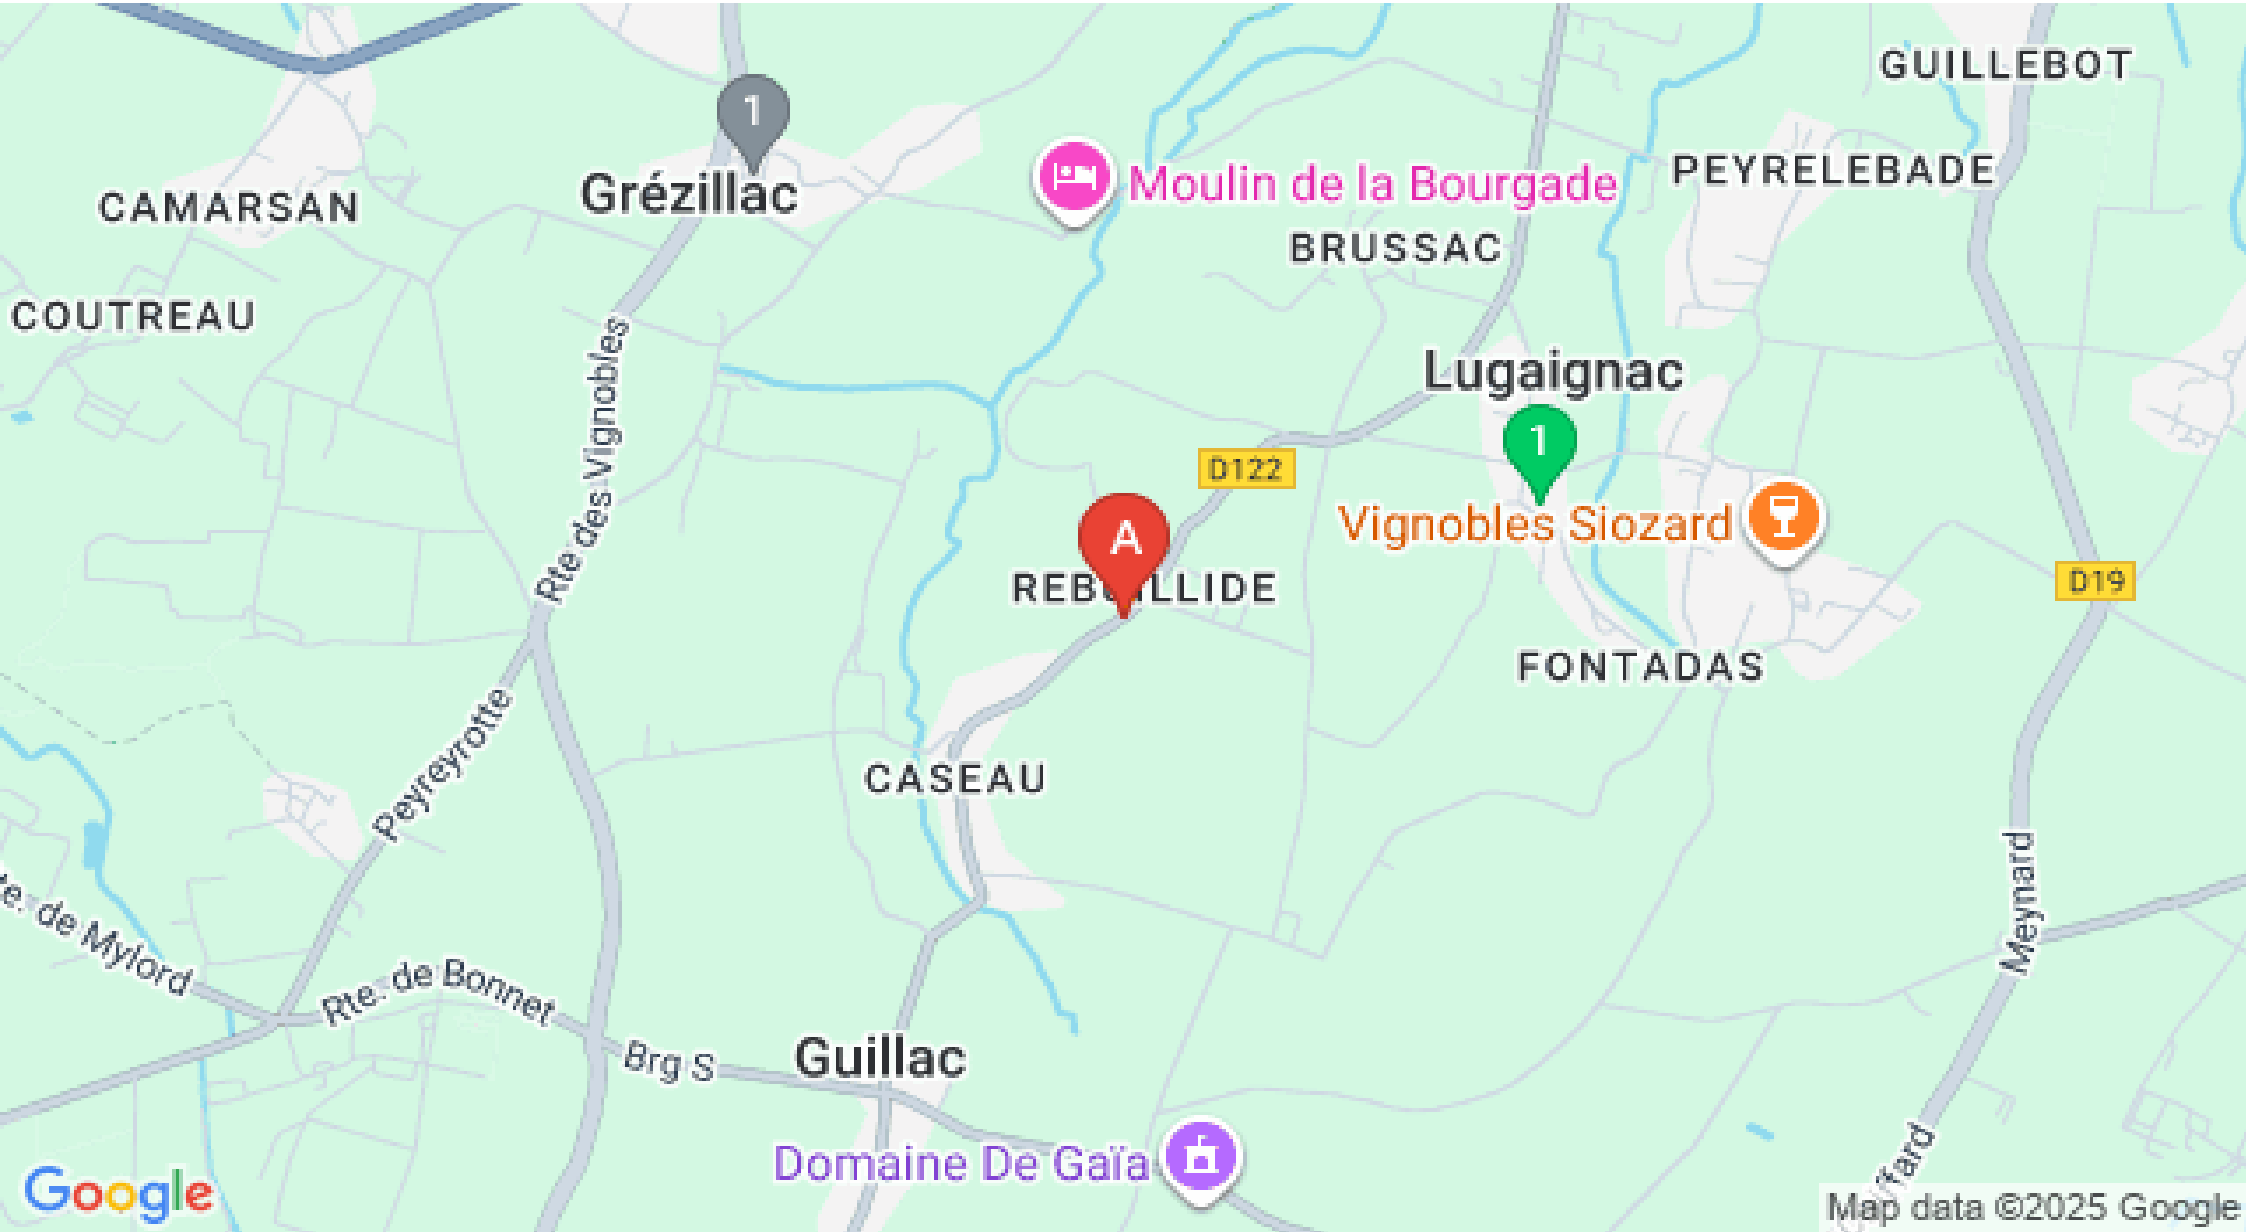 GUILLEBOT
1
Grézillac
Moulin de la Bourgade
PEYRELEBADE
CAMARSAN
BRUSSAC
COUTREAU
Rte des Vignobles
Lugaignac
1
D122
Vignobles Siozard
A
D19
FONTADAS
Peyreyrotte
CASEAU
Meynard
de Mylord
Rte. de Bonnet
Brg S
Guillac
Domaine De Gaïa
Google
Map data ©2025 Google